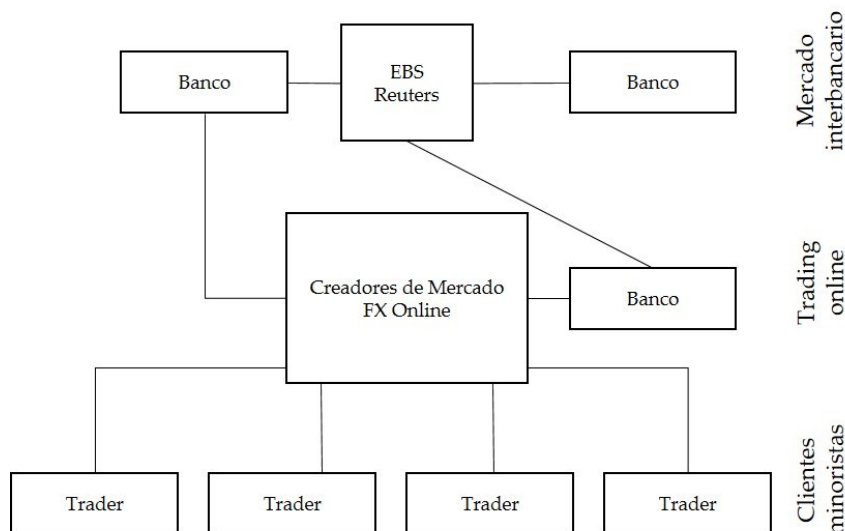 Banco
EBS
Reuters
Banco
Mercado
interbancario
Creadores de Mercado
FX Online
Banco
Trading
online
Trader
Trader
Trader
Trader
Clientes
minoristas